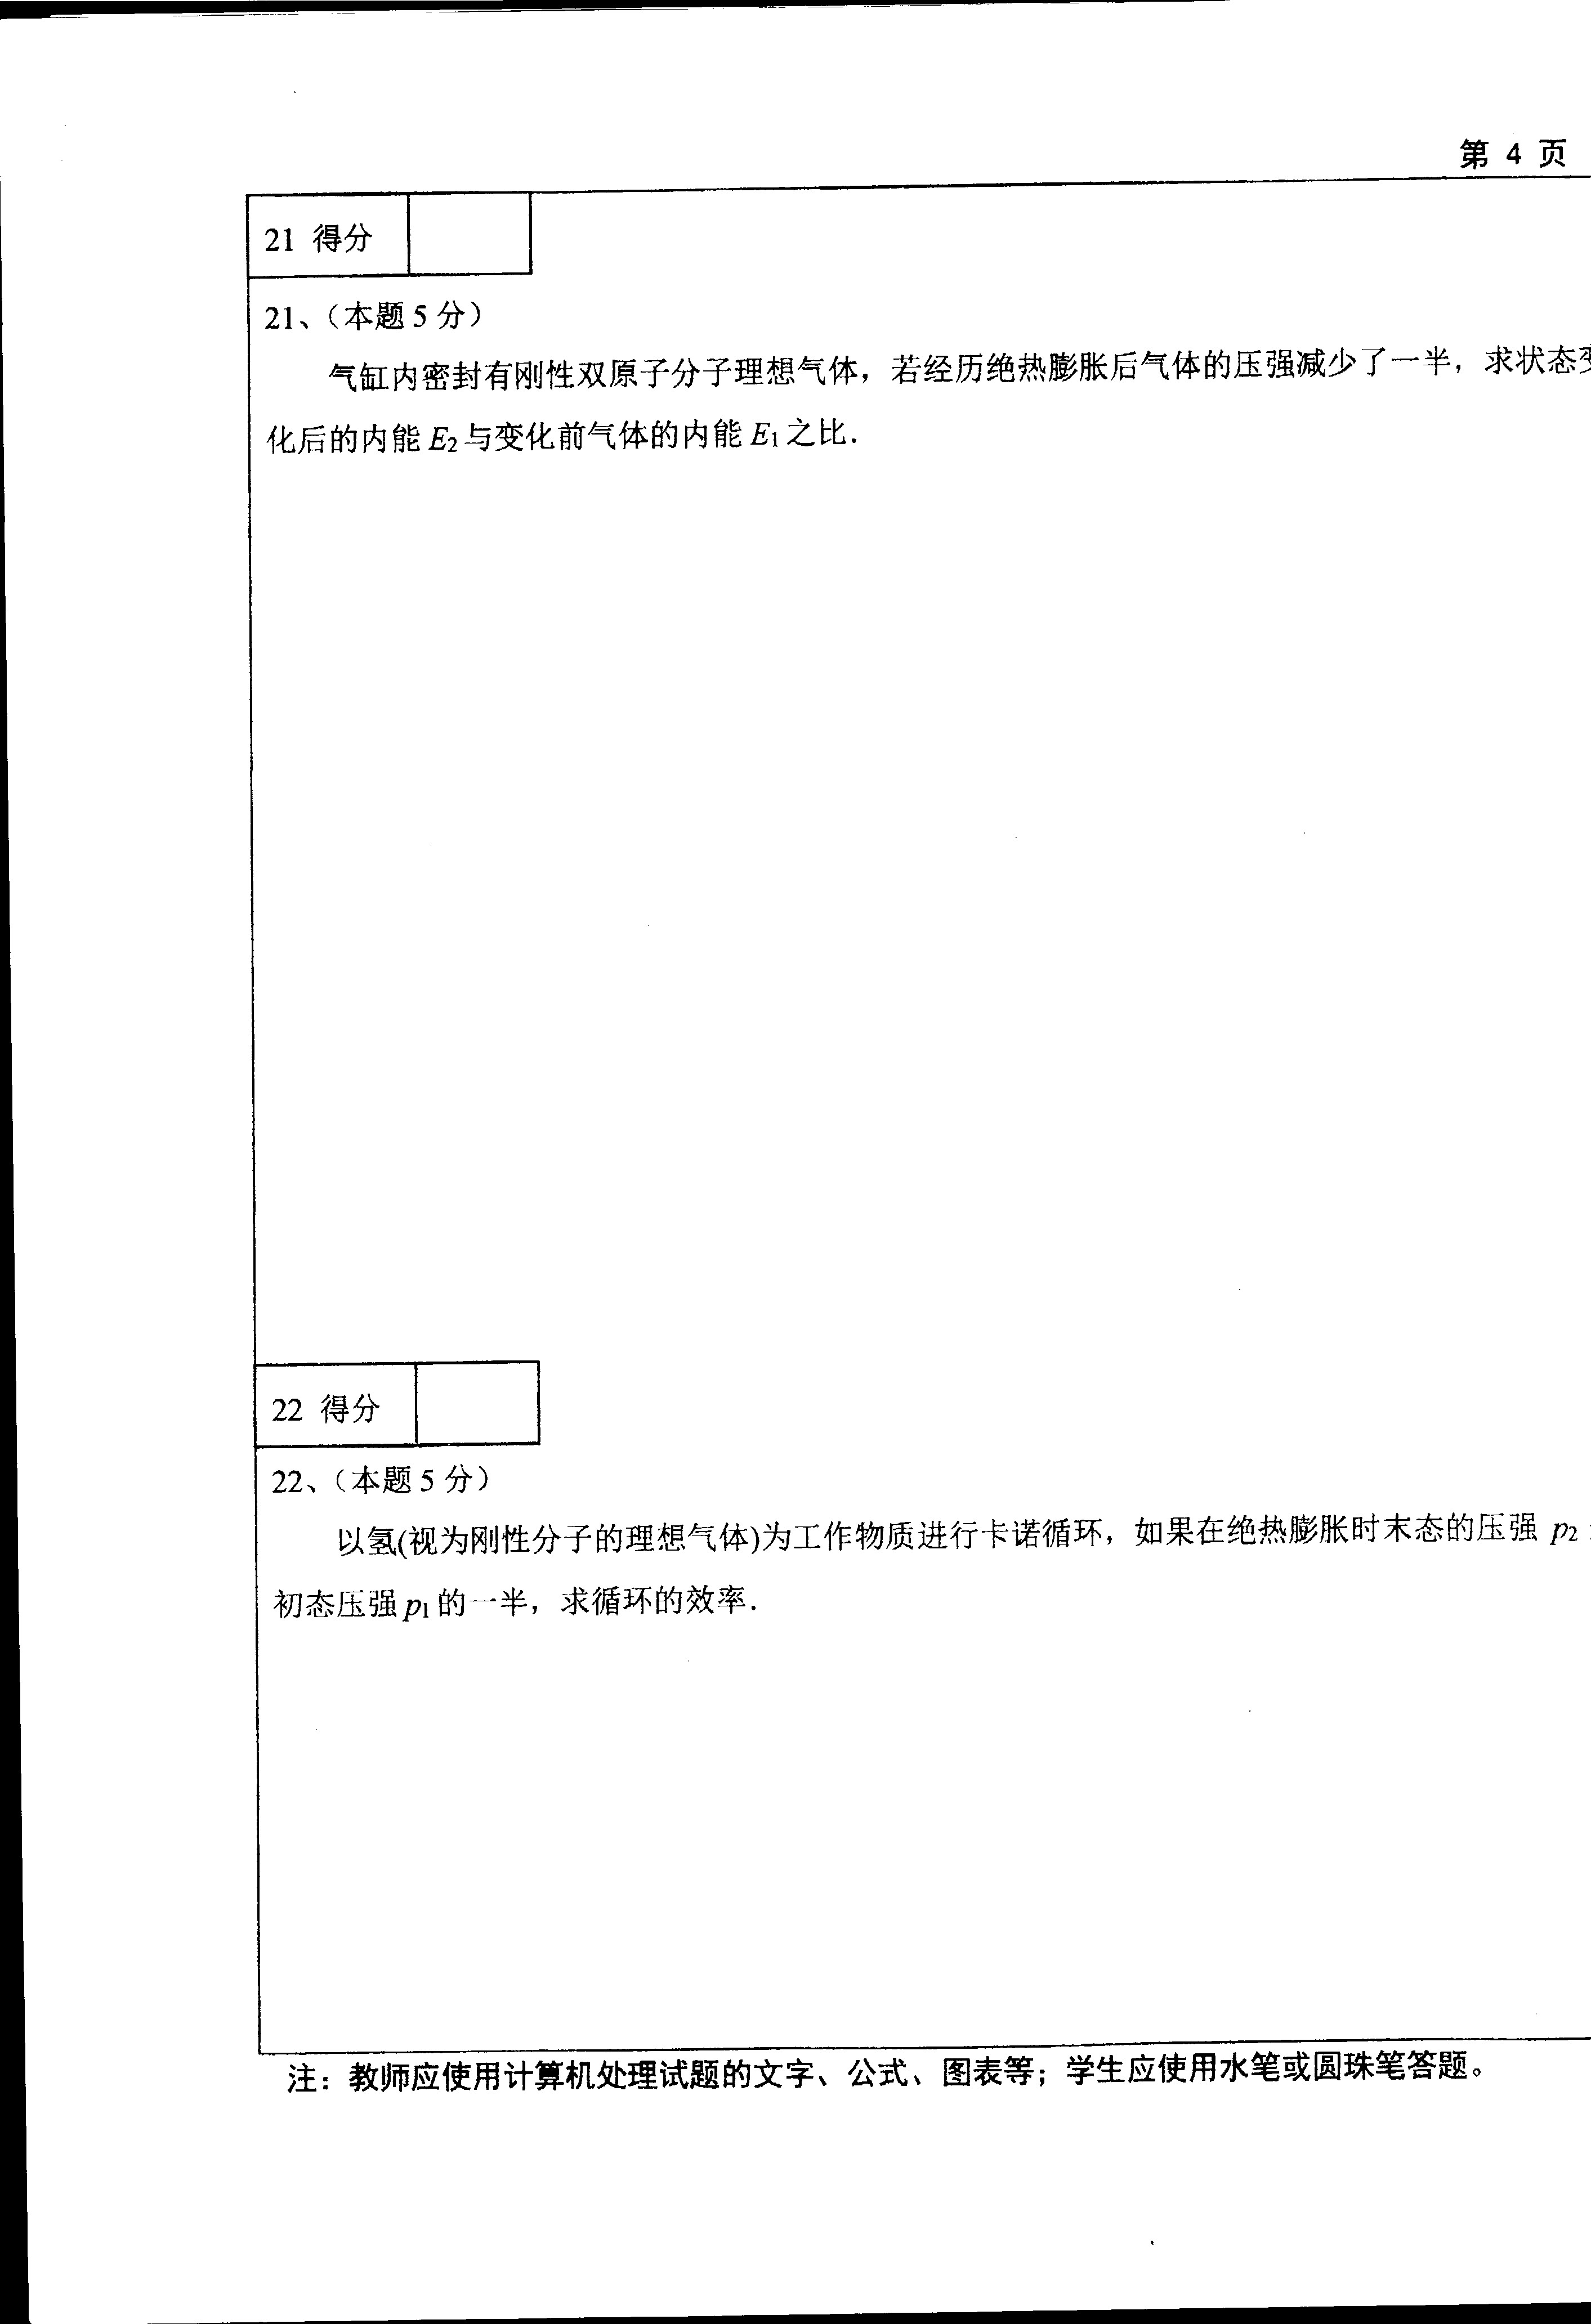 第 4 页
21 得分
21、（本题 5 分）
气缸内密封有刚性双原子分子理想气体，若经历绝热膨胀后气体的压强减少了一半，求状态变
化后的内能 E2 与变化前气体的内能 E1 之比．
22 得分
22、（本题 5 分）
以氢(视为刚性分子的理想气体)为工作物质进行卡诺循环，如果在绝热膨胀时末态的压强 p2
初态压强 p1 的一半，求循环的效率．
注：教师应使用计算机处理试题的文字、公式、图表等；学生应使用水笔或圆珠笔答题。